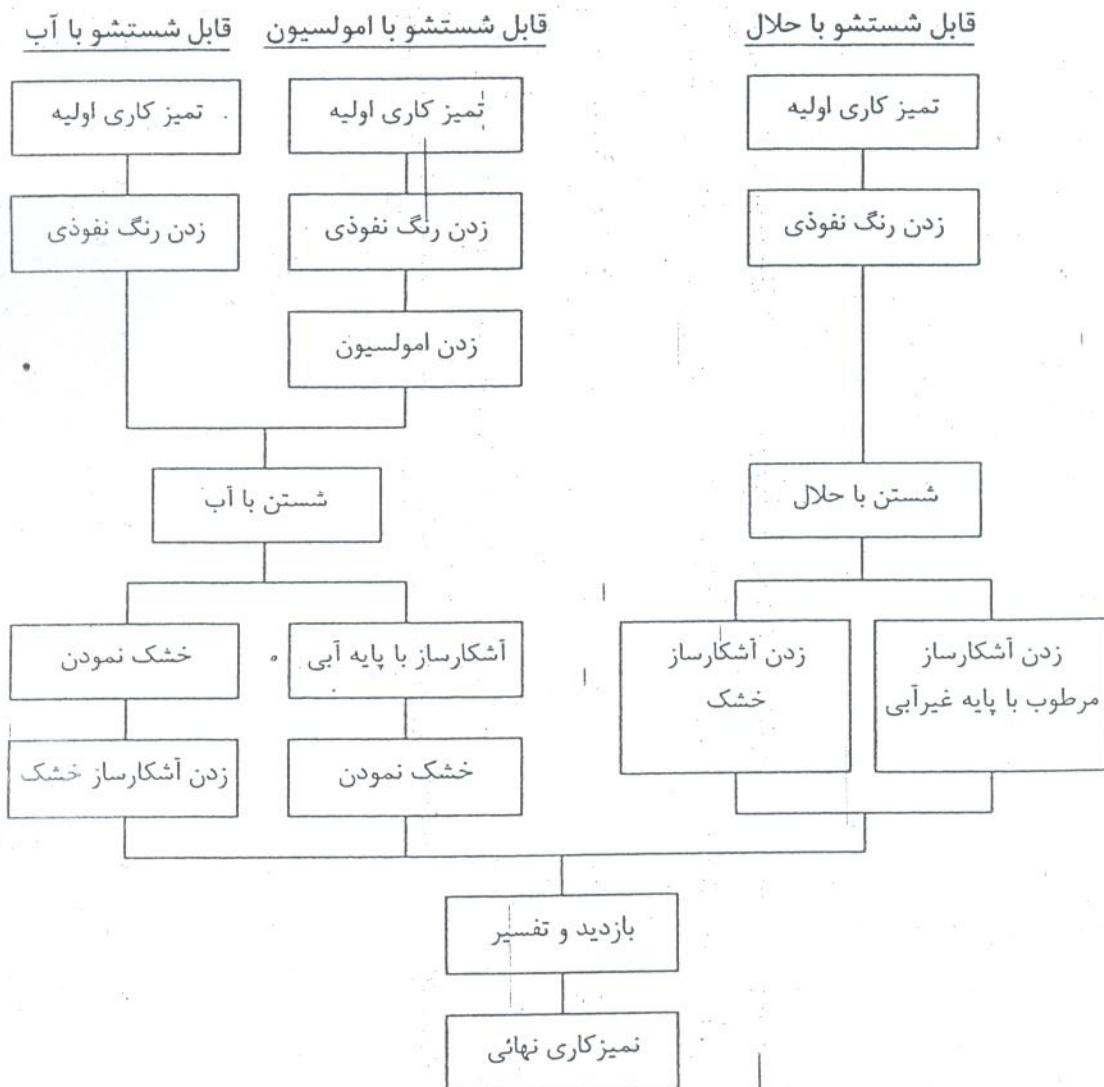 قابل شستشو با حلال
قابل شستشو با امولسیون
قابل شستشو با آب
تمیز کاری اولیه
تمیز کاری اولیه
تمیز کاری اولیه
زدن رنگ نفوذی
زدن رنگ نفوذی
زدن رنگ نفوذی
زدن امولسیون
شستن با حلال
شستن با آب
زدن آشکارساز
مرطوب با پایه غیرآبی
زدن آشکارساز
خشک
آشکارساز با پایه آبی
خشک نمودن
خشک نمودن
زدن آشکارساز خشک
بازدید و تفسیر
نمیزکاری نهائی